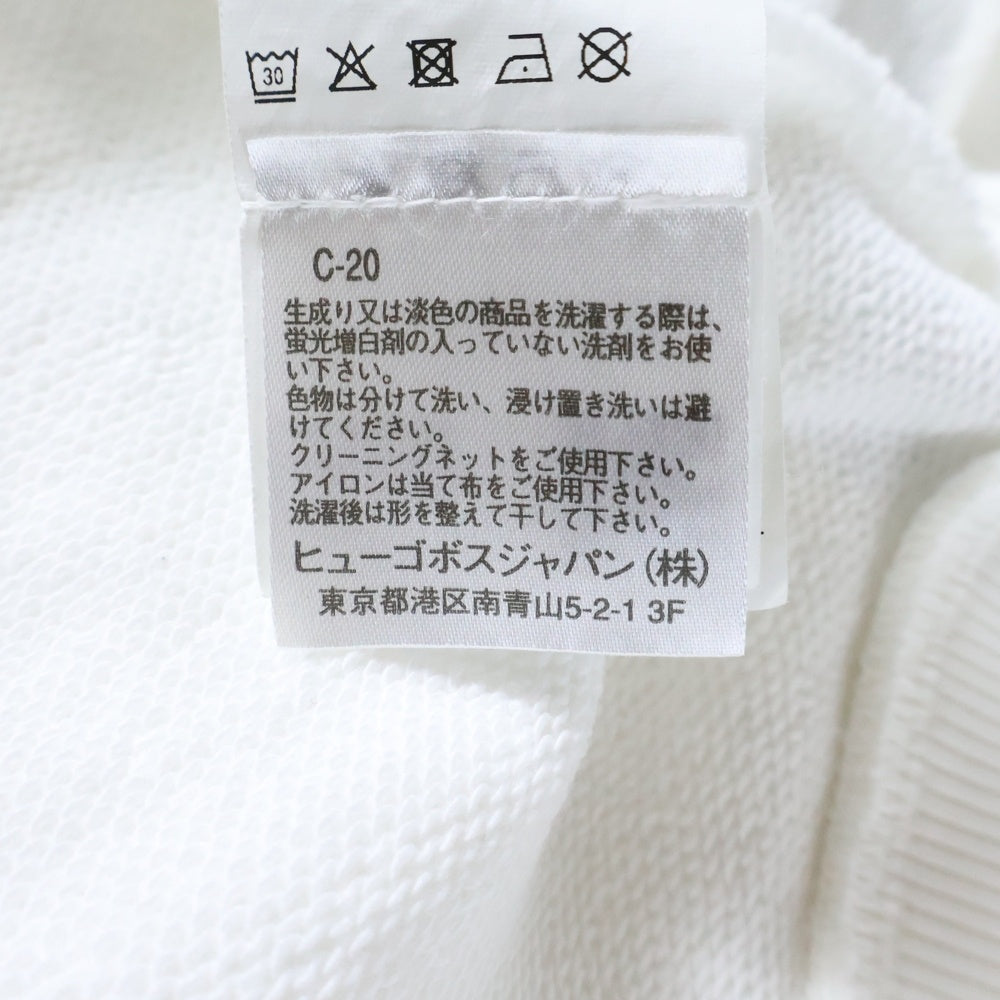 30
C-20
生成り又は淡色の商品を洗濯する際は、
蛍光増白剤の入っていない洗剤をお使
い下さい。
色物は分けて洗い、浸け置き洗いは避
けてください。
クリーニングネットをご使用下さい。
アイロンは当て布をご使用下さい。
洗濯後は形を整えて干して下さい。
ヒューゴボスジャパン(株)
東京都港区南青山5-2-1 3F